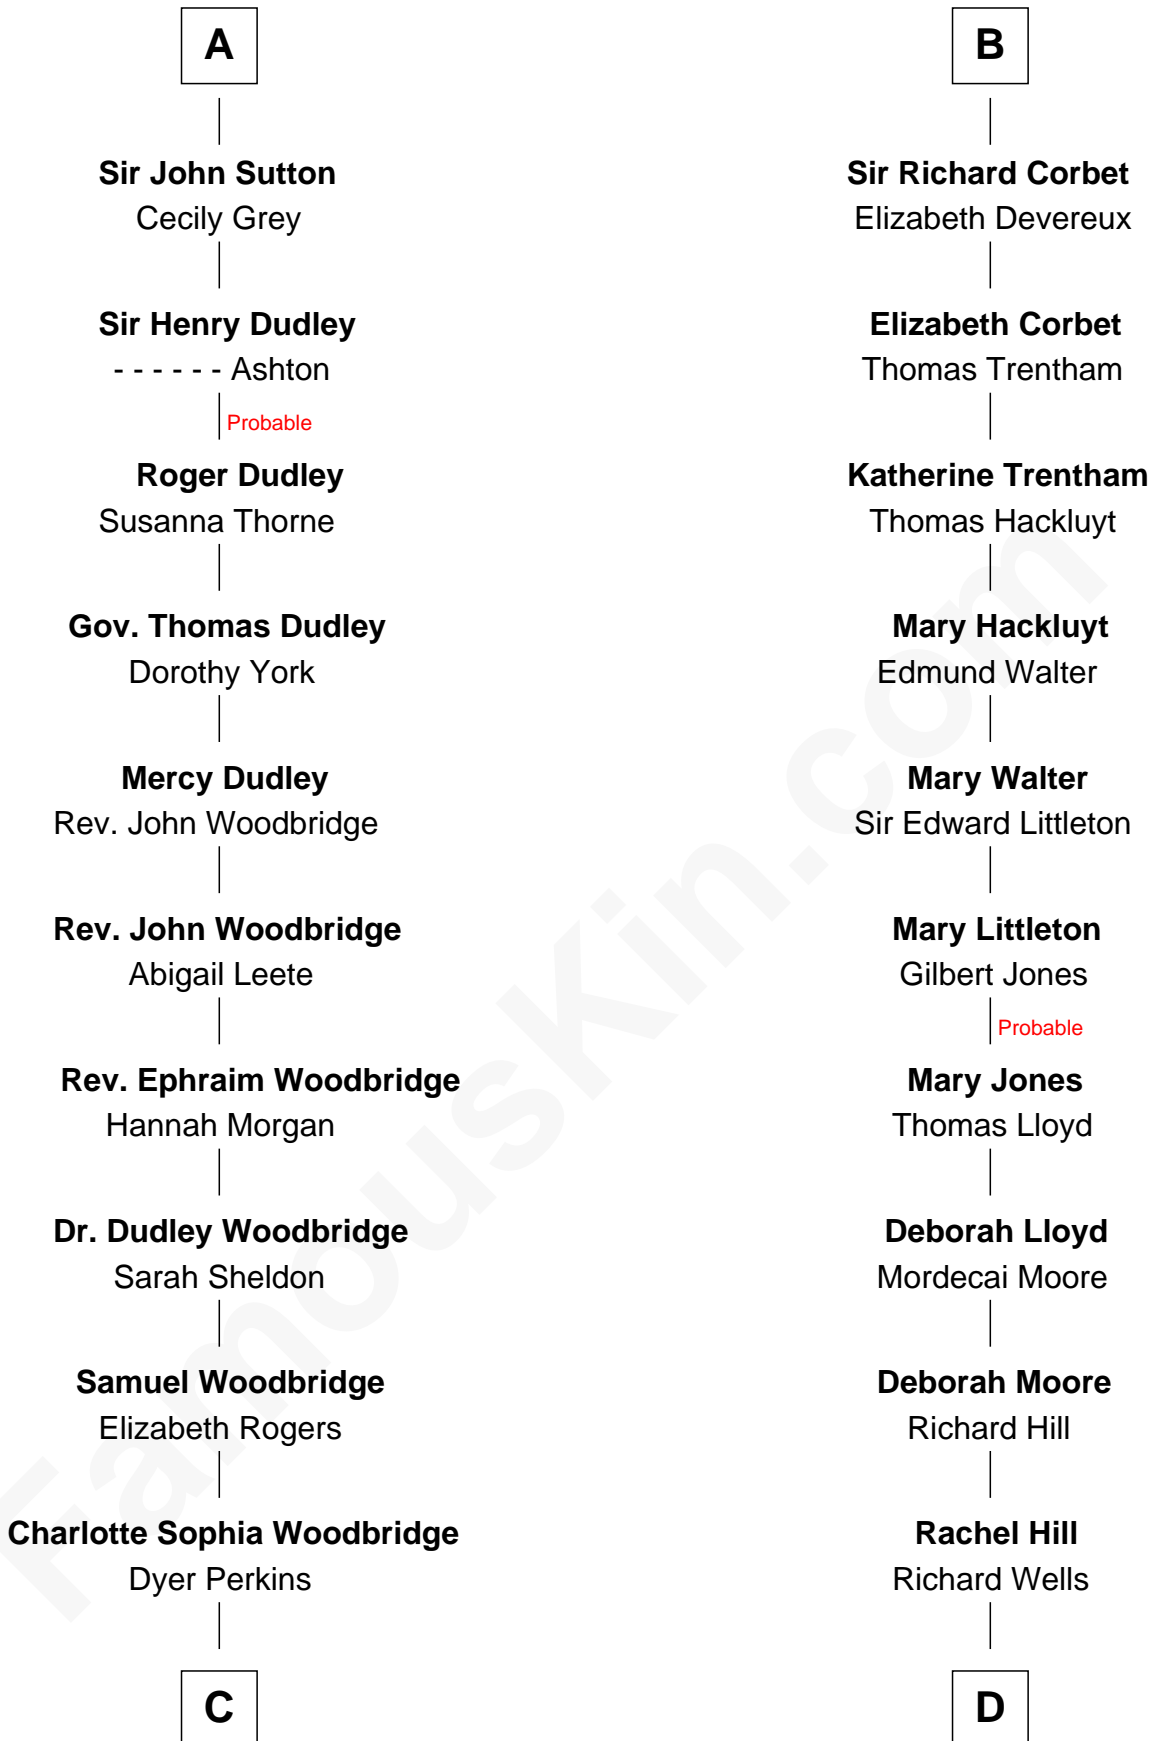 A
Sir John Sutton
Cecily Grey
Sir Henry Dudley
- - - - - - Ashton
Probable
Roger Dudley
Susanna Thorne
Gov. Thomas Dudley
Dorothy York
Mercy Dudley
Rev. John Woodbridge
Rev. John Woodbridge
Abigail Leete
Rev. Ephraim Woodbridge
Hannah Morgan
Dr. Dudley Woodbridge
Sarah Sheldon
Samuel Woodbridge
Elizabeth Rogers
Charlotte Sophia Woodbridge
Dyer Perkins
C
B
Sir Richard Corbet
Elizabeth Devereux
Elizabeth Corbet
Thomas Trentham
Katherine Trentham
Thomas Hackluyt
Mary Hackluyt
Edmund Walter
Mary Walter
Sir Edward Littleton
Mary Littleton
Gilbert Jones
Probable
Mary Jones
Thomas Lloyd
Deborah Lloyd
Mordecai Moore
Deborah Moore
Richard Hill
Rachel Hill
Richard Wells
D
FamousKin.com